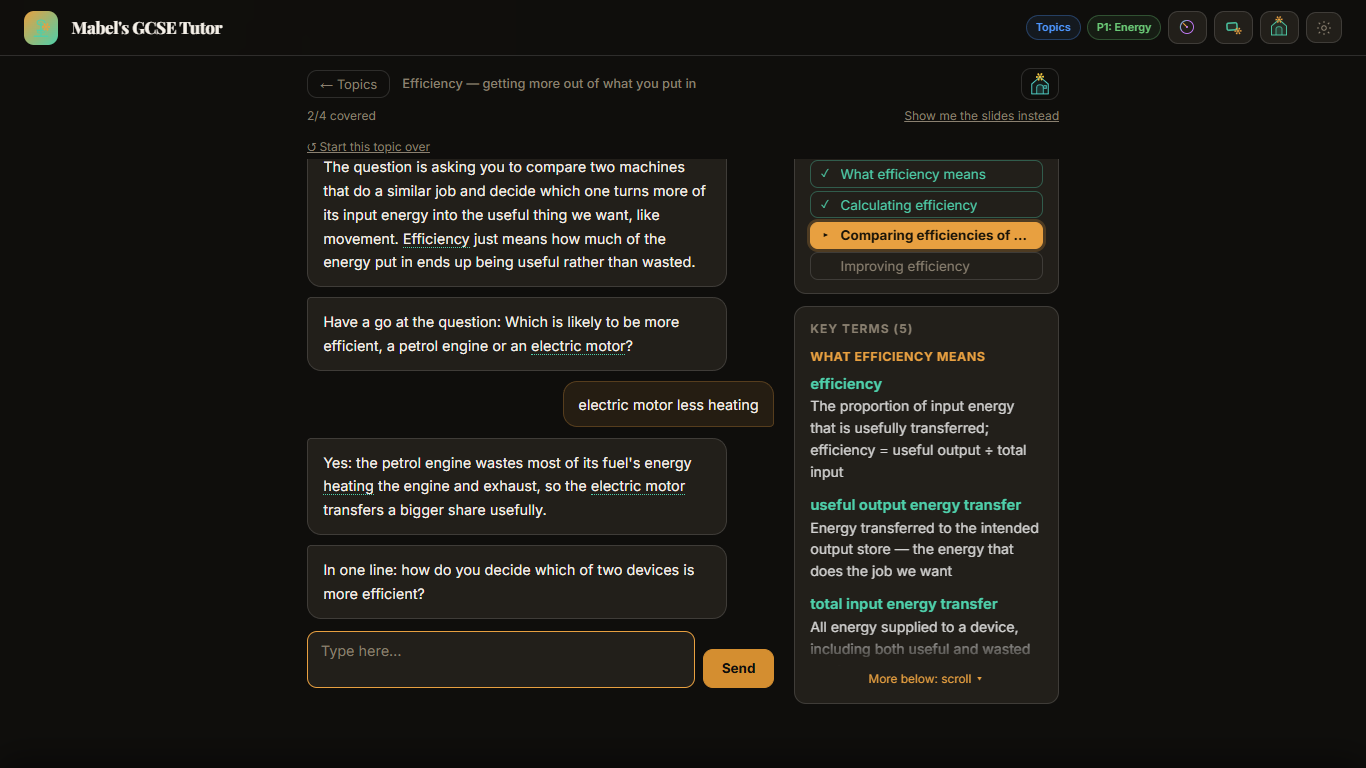 Mabel's GCSE Tutor
Topics
P1: Energy
← Topics
Efficiency — getting more out of what you put in
2/4 covered
Show me the slides instead
↺ Start this topic over
The question is asking you to compare two machines
that do a similar job and decide which one turns more of
its input energy into the useful thing we want, like
movement. Efficiency just means how much of the
energy put in ends up being useful rather than wasted.
Have a go at the question: Which is likely to be more
efficient, a petrol engine or an electric motor?
electric motor less heating
Yes: the petrol engine wastes most of its fuel's energy
heating the engine and exhaust, so the electric motor
transfers a bigger share usefully.
In one line: how do you decide which of two devices is
more efficient?
Type here...
Send
✓ What efficiency means
✓ Calculating efficiency
▸ Comparing efficiencies of ...
Improving efficiency
KEY TERMS (5)
WHAT EFFICIENCY MEANS
efficiency
The proportion of input energy
that is usefully transferred;
efficiency = useful output ÷ total
input
useful output energy transfer
Energy transferred to the intended
output store — the energy that
does the job we want
total input energy transfer
All energy supplied to a device,
including both useful and wasted
More below: scroll ▾